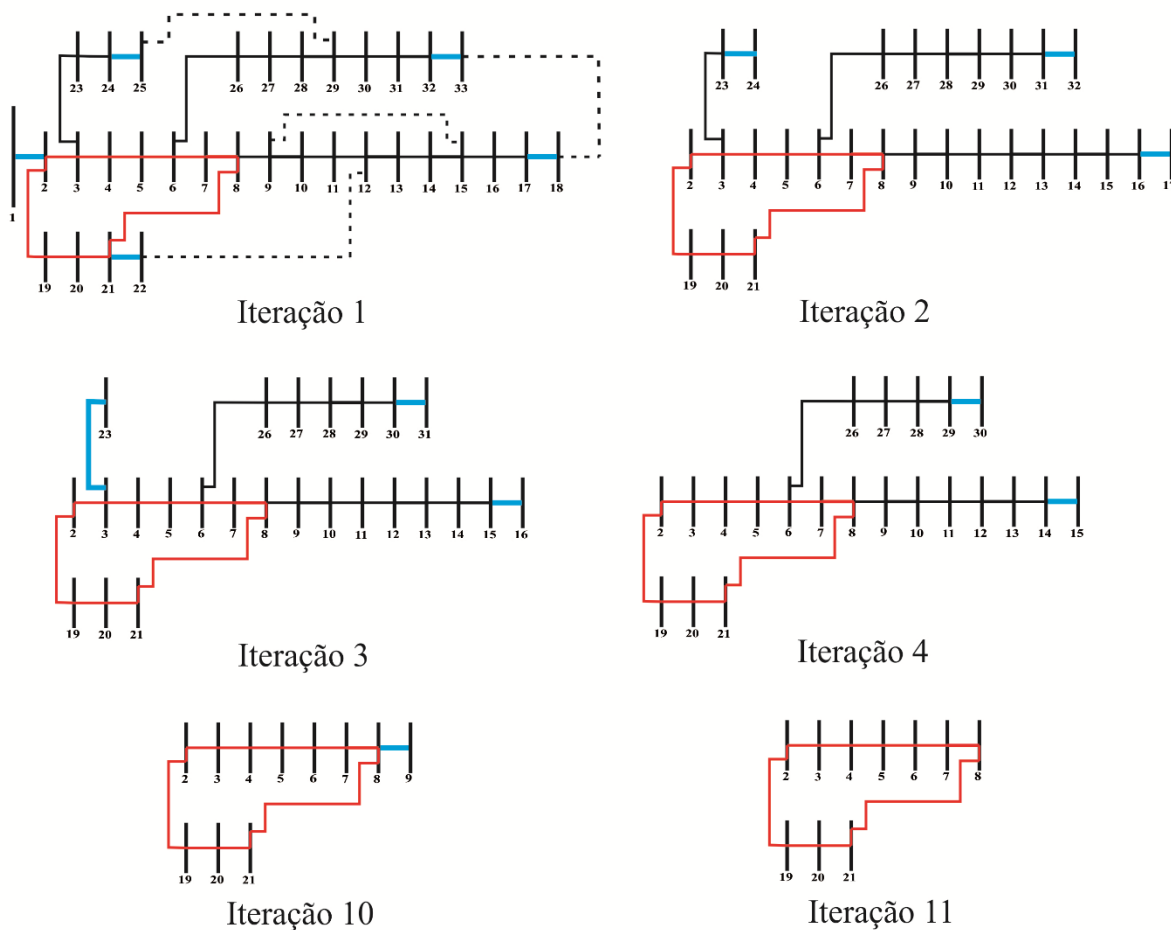 23 24 25 26 27 28 29 30 31 32 33
2 3 4 5 6 7 8 9 10 11 12 13 14 15 16 17 18
1
19 20 21 22
Iteração 1
23 24 26 27 28 29 30 31 32
2 3 4 5 6 7 8 9 10 11 12 13 14 15 16 17
19 20 21
Iteração 2
23 26 27 28 29 30 31
2 3 4 5 6 7 8 9 10 11 12 13 14 15 16
19 20 21
Iteração 3
26 27 28 29 30
2 3 4 5 6 7 8 9 10 11 12 13 14 15
19 20 21
Iteração 4
2 3 4 5 6 7 8 9
19 20 21
Iteração 10
2 3 4 5 6 7 8
19 20 21
Iteração 11